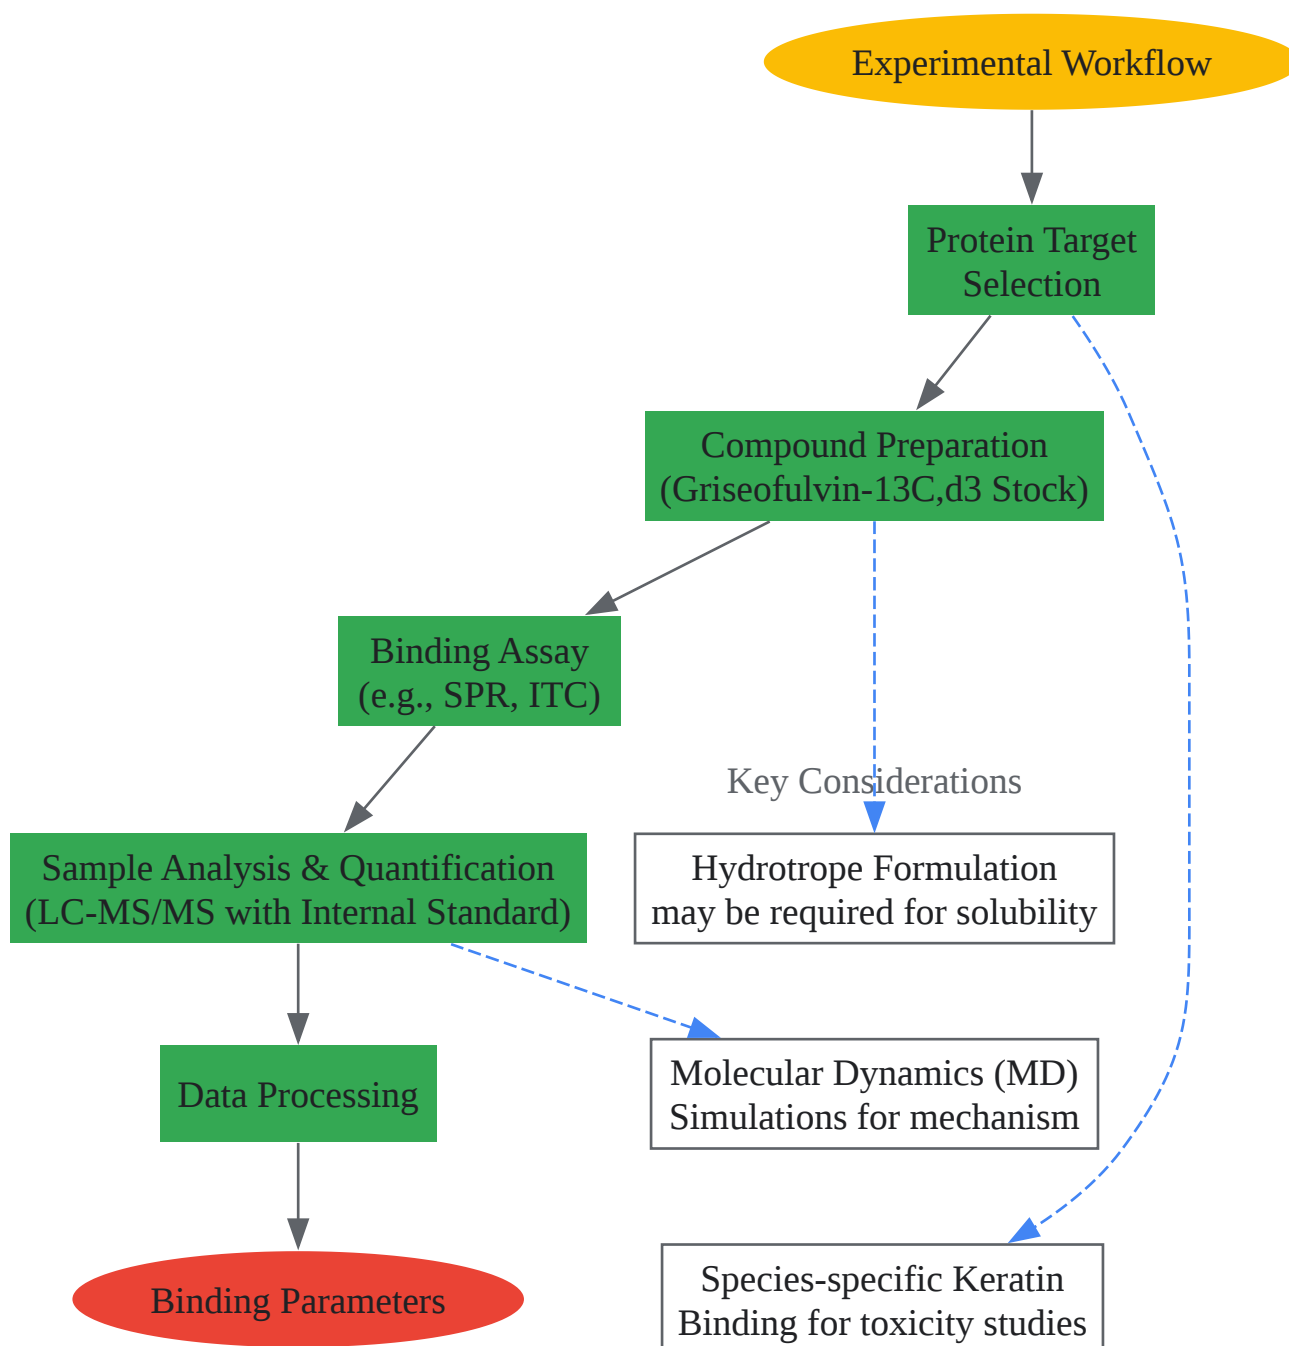 Experimental Workflow
Protein Target
Selection
Compound Preparation
(Griseofulvin-13C,d3 Stock)
Binding Assay
(e.g., SPR, ITC)
Key Considerations
Sample Analysis & Quantification
(LC-MS/MS with Internal Standard)
Hydrotrope Formulation
may be required for solubility
Data Processing
Molecular Dynamics (MD)
Simulations for mechanism
Binding Parameters
Species-specific Keratin
Binding for toxicity studies